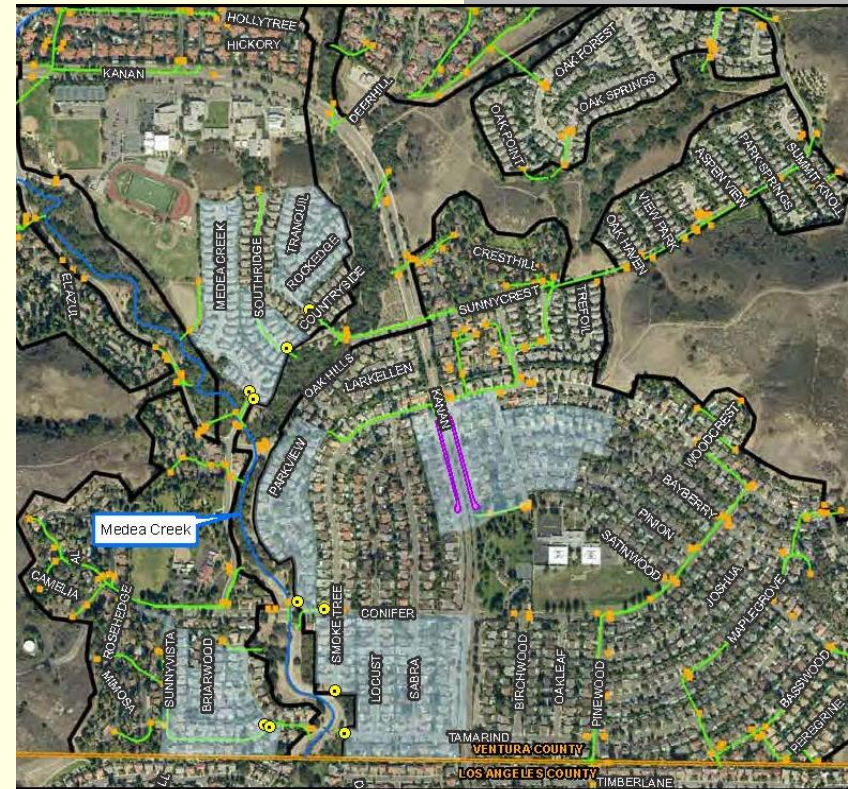 HOLLYTREE
HICKORY
KANAN
DEERHILL
OAK FOREST
OAK SPRINGS
OAK POINT
ASPEN VIEW
PARK SPRINGS
SUMMIT KNOLL
VIEW PARK
OAK HAVEN
TRANQUIL
MEDEA CREEK
SOUTHRIDGE
ROCKEDGE
COUNTRYSIDE
CRESTHILL
SUNNYCREST
TREFOIL
EL AZUL
OAK HILLS
LARKELLEN
KANAN
PARKVIEW
WOODCREST
BAYBERRY
PINION
SATINWOOD
Medea Creek
AL
CAMELIA
ROSEHEDGE
MIMOSA
SUNNYVISTA
BRIARWOOD
SMOKETREE
CONIFER
LOCUST
SABRA
BIRCHWOOD
OAKLEAF
PINEWOOD
JOSHUA
MAPLEGROVE
BASSWOOD
PEREGRINE
TAMARIND
VENTURA COUNTY
LOS ANGELES COUNTY
TIMBERLANE